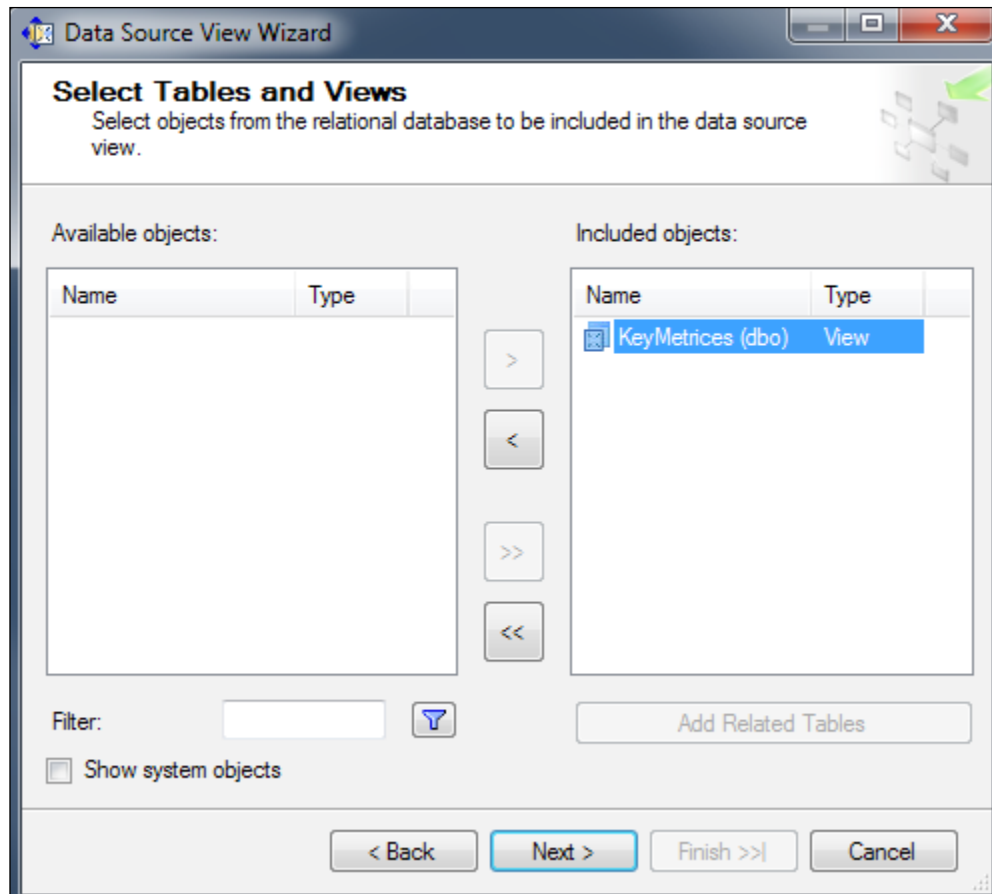 Data Source View Wizard
Select Tables and Views
Select objects from the relational database to be included in the data source
view.
Available objects:
Included objects:
Name Type
Name Type
KeyMetrices (dbo) View
>
<
>>
<<
Filter:
Add Related Tables
Show system objects
< Back Next > Finish >>| Cancel